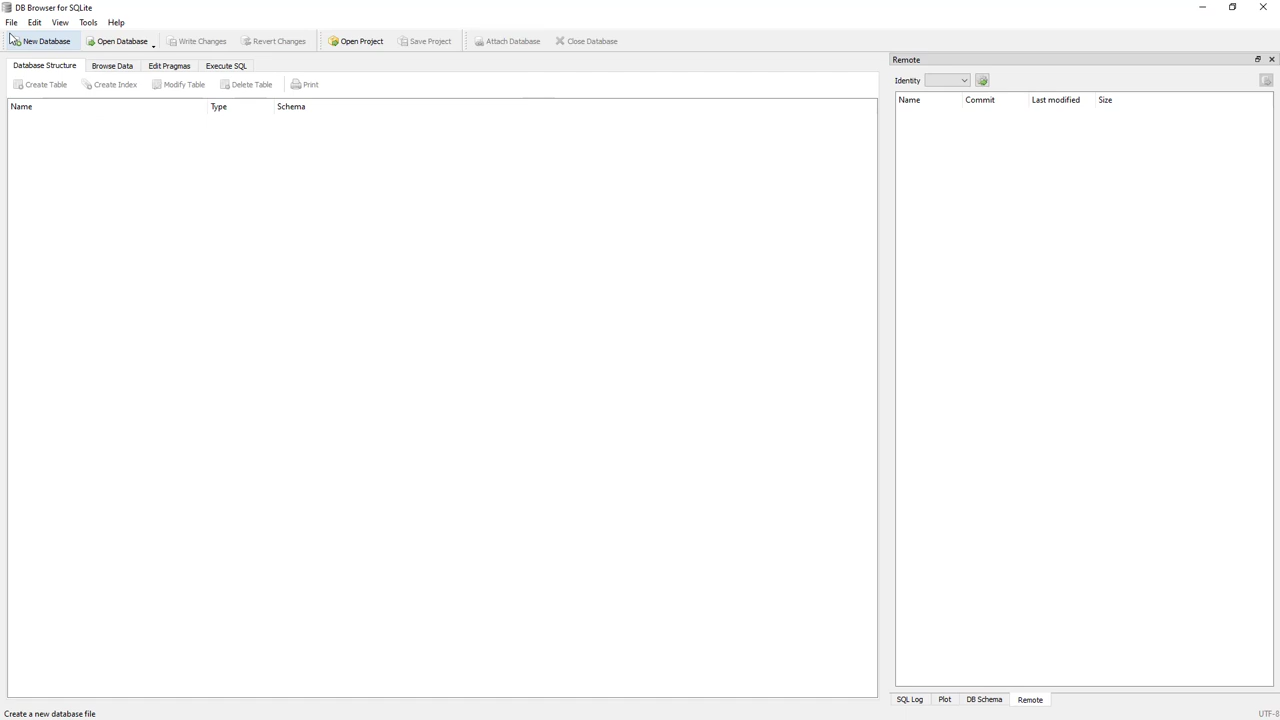 DB Browser for SQLite
File Edit View Tools Help
New Database Open Database Write Changes Revert Changes Open Project Save Project Attach Database Close Database
Database Structure Browse Data Edit Pragmas Execute SQL
Create Table Create Index Modify Table Delete Table Print
Name Type Schema
Remote
Identity
Name Commit Last modified Size
SQL Log Plot DB Schema Remote
Create a new database file
UTF-8